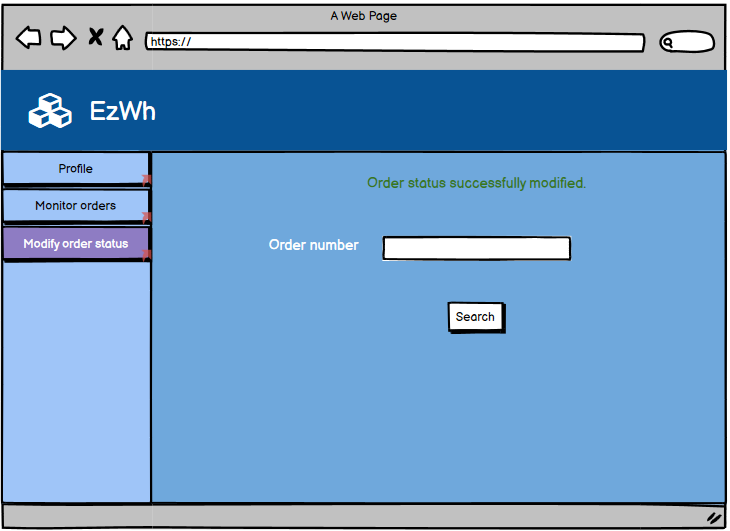 A Web Page
https://
EzWh
Profile
Monitor orders
Modify order status
Order status successfully modified.
Order number
Search